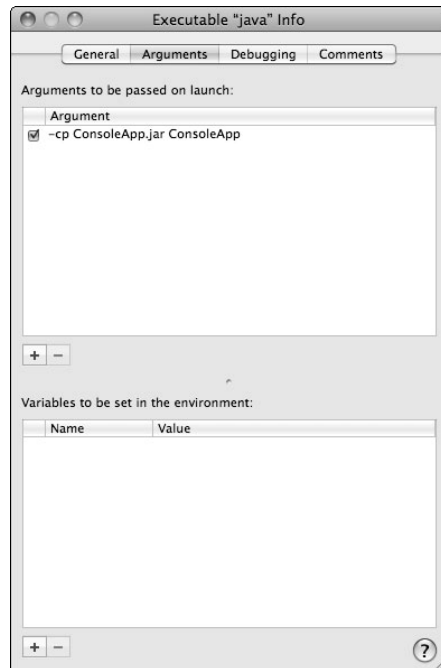 Executable “java” Info
General Arguments Debugging Comments
Arguments to be passed on launch:
Argument
-cp ConsoleApp.jar ConsoleApp
+ −
Variables to be set in the environment:
Name Value
+ − ?